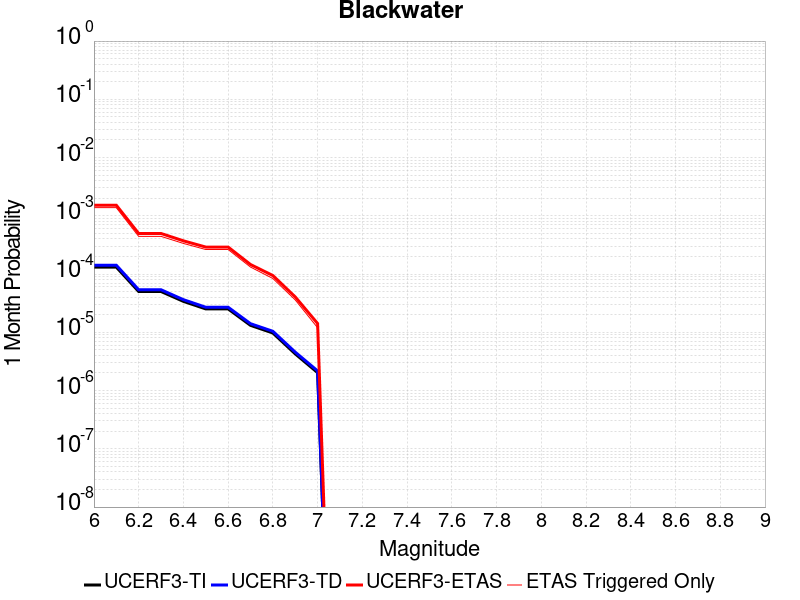 Blackwater
10 0
10 -1
10 -2
10 -3
10 -4
10 -5
10 -6
10 -7
10 -8
1 Month Probability
6 6.2 6.4 6.6 6.8 7 7.2 7.4 7.6 7.8 8 8.2 8.4 8.6 8.8 9
Magnitude
UCERF3-TI UCERF3-TD UCERF3-ETAS ETAS Triggered Only